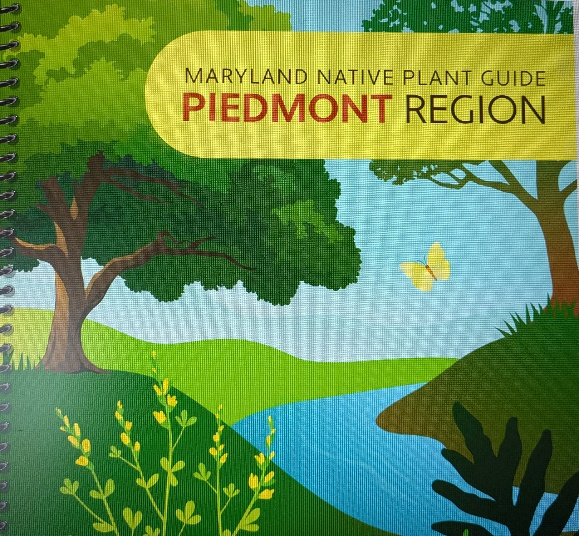 MARYLAND NATIVE PLANT GUIDE
PIEDMONT REGION